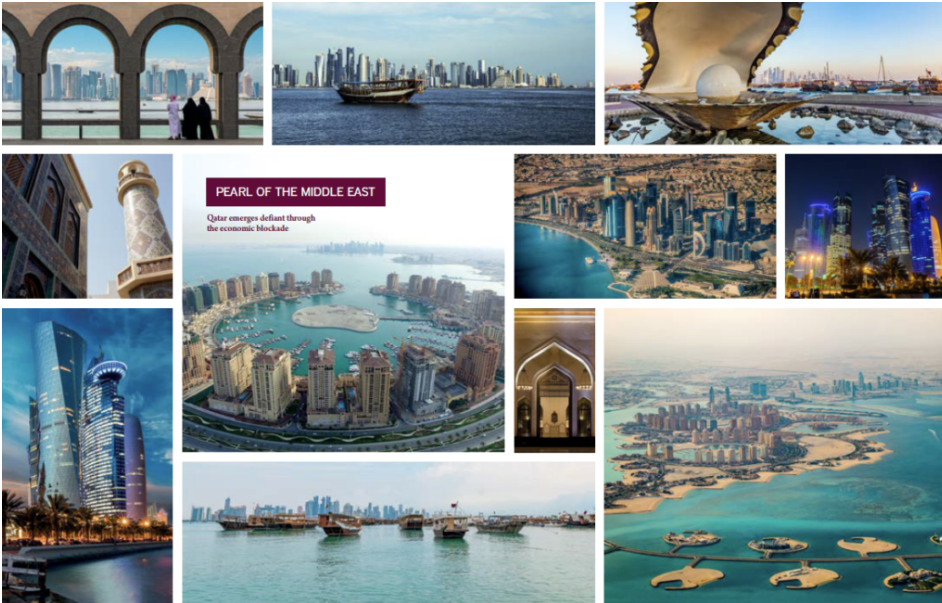 PEARL OF THE MIDDLE EAST
Qatar emerges defiant through
the economic blockade